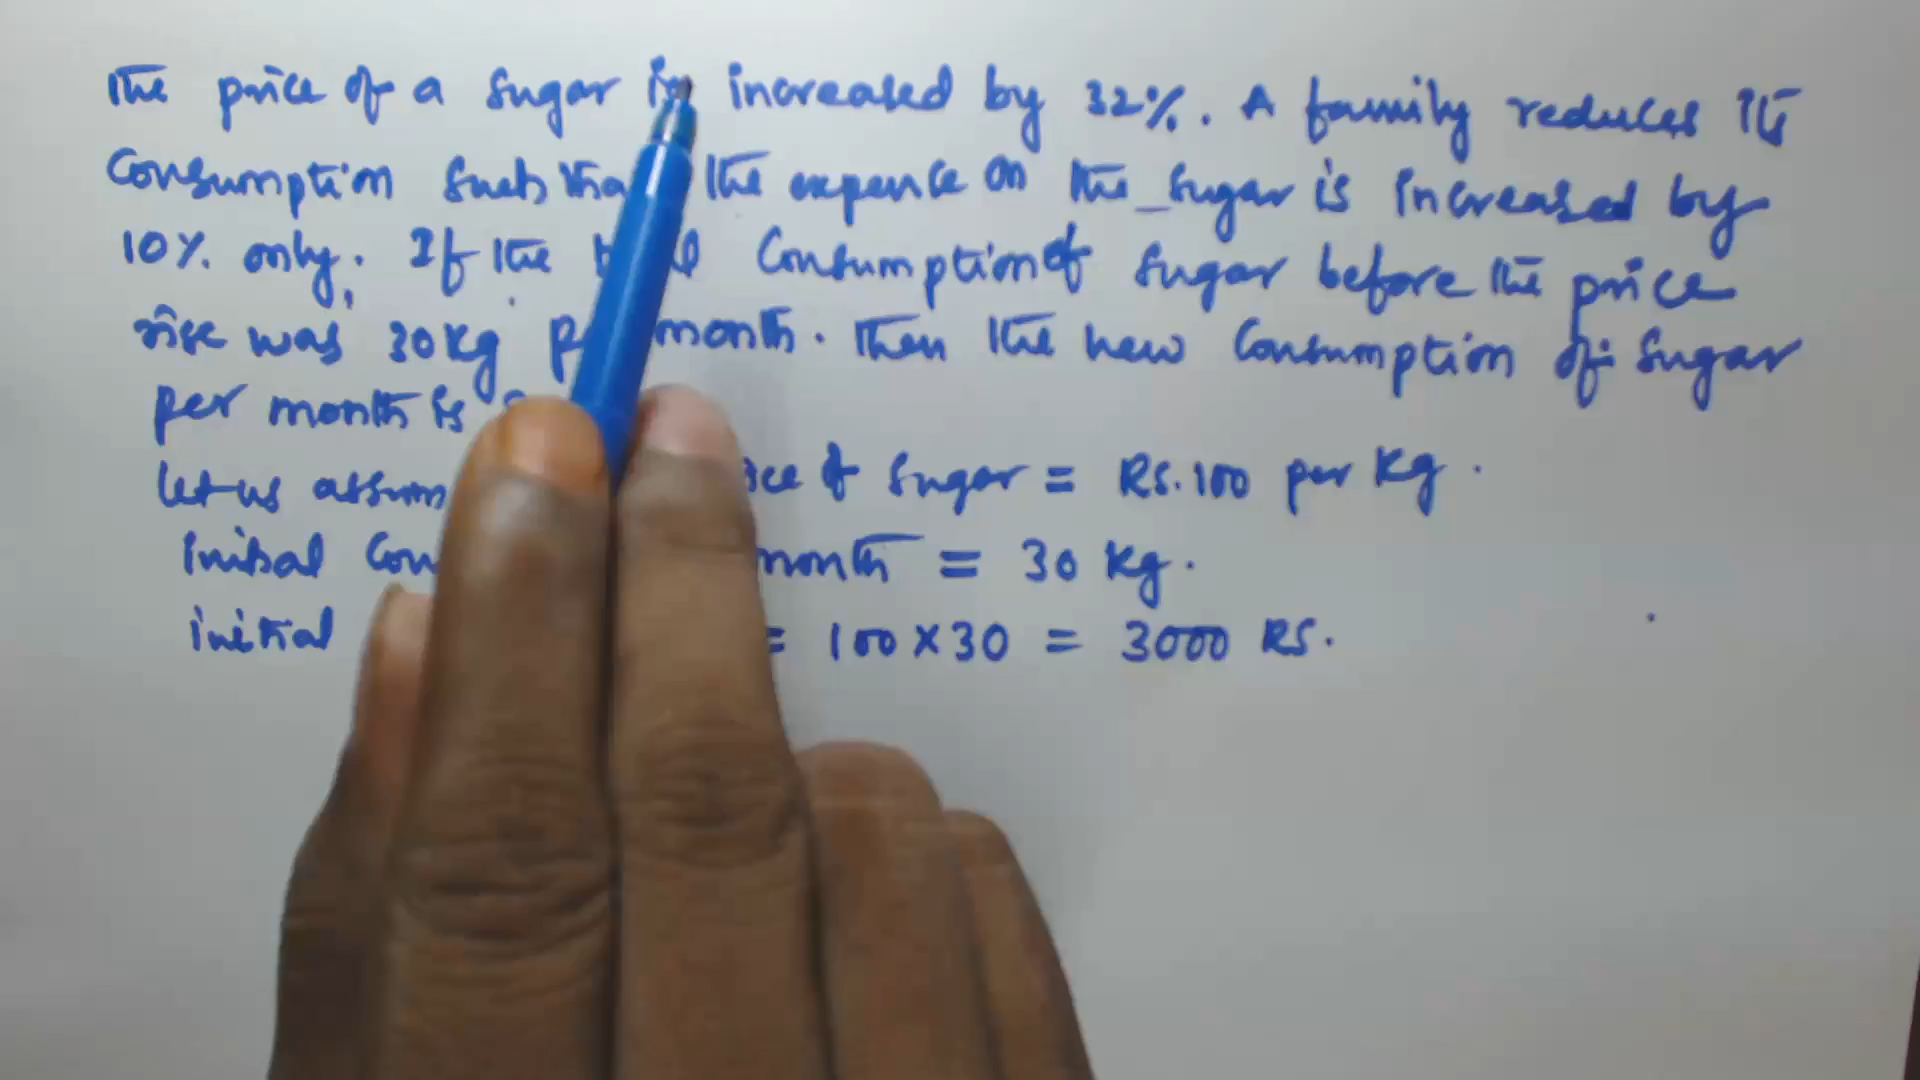 The price of a sugar is increased by 32%. A family reduces its
Consumption such tha the expense on the sugar is increased by
10% only. If the Consumption of sugar before the price
rise was 30 kg month. Then the new Consumption of sugar
per month is
Let us assum of sugar = RS. 100 per kg.
Initial month = 30 kg.
initial = 100 x 30 = 3000 RS.